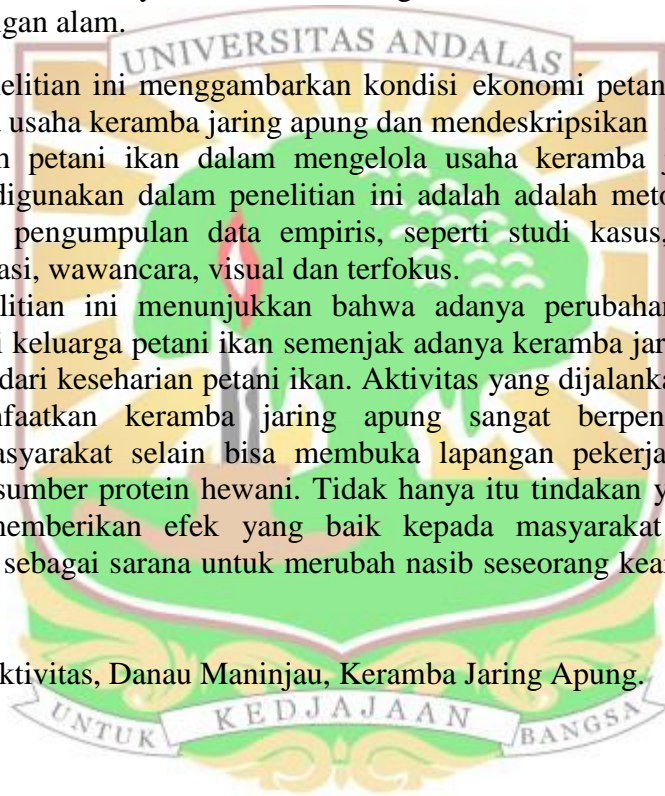 ngan alam.
UNIVERSITAS ANDALAS
elitian ini menggambarkan kondisi ekonomi petan
usaha keramba jaring apung dan mendeskripsikan
petani ikan dalam mengelola usaha keramba j
digunakan dalam penelitian ini adalah adalah meto
pengumpulan data empiris, seperti studi kasus,
asi, wawancara, visual dan terfokus.
litian ini menunjukkan bahwa adanya perubahan
i keluarga petani ikan semenjak adanya keramba jar
dari keseharian petani ikan. Aktivitas yang dijalanka
nfaatkan keramba jaring apung sangat berpen
asyarakat selain bisa membuka lapangan pekerja
sumber protein hewani. Tidak hanya itu tindakan y
memberikan efek yang baik kepada masyarakat
sebagai sarana untuk merubah nasib seseorang kea
ktivitas, Danau Maninjau, Keramba Jaring Apung.
UNTUK KEDJAJAAN BANGSA